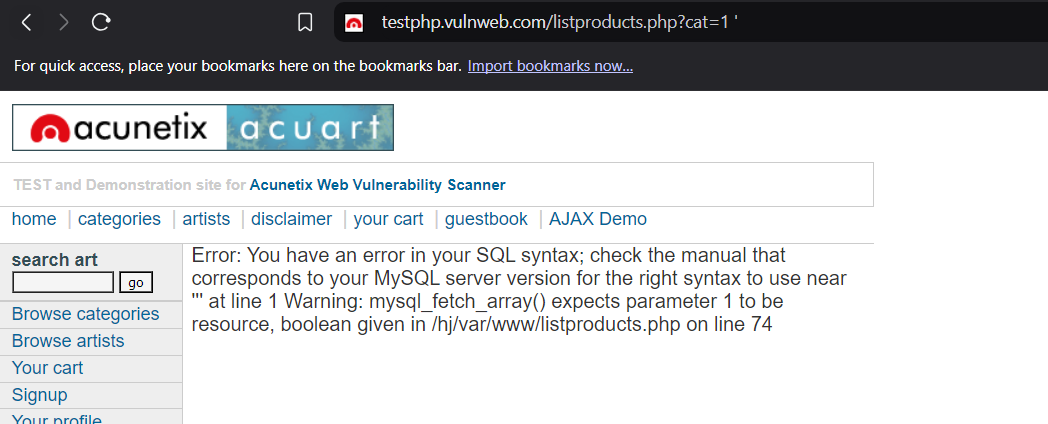 testphp.vulnweb.com/listproducts.php?cat=1 '
For quick access, place your bookmarks here on the bookmarks bar. Import bookmarks now...
acunetix acuart
TEST and Demonstration site for Acunetix Web Vulnerability Scanner
home | categories | artists | disclaimer | your cart | guestbook | AJAX Demo
search art
go
Browse categories
Browse artists
Your cart
Signup
Your profile
Error: You have an error in your SQL syntax; check the manual that
corresponds to your MySQL server version for the right syntax to use near
''' at line 1 Warning: mysql_fetch_array() expects parameter 1 to be
resource, boolean given in /hj/var/www/listproducts.php on line 74